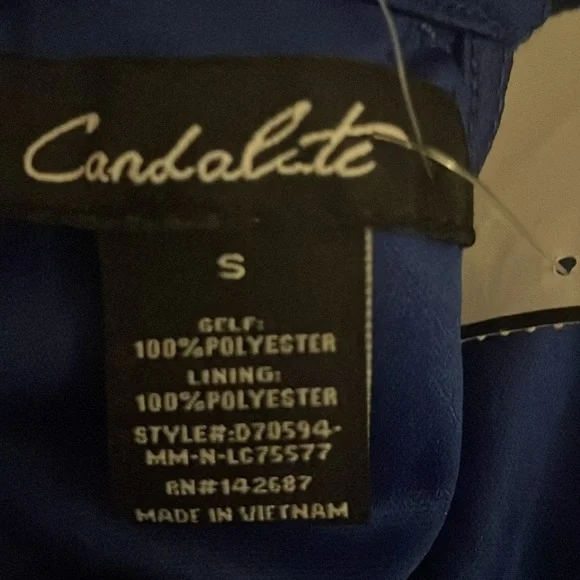 Candalite
S
SELF:
100%POLYESTER
LINING:
100%POLYESTER
STYLE#:D70594-
MM-N-LC75577
RN#142687
MADE IN VIETNAM